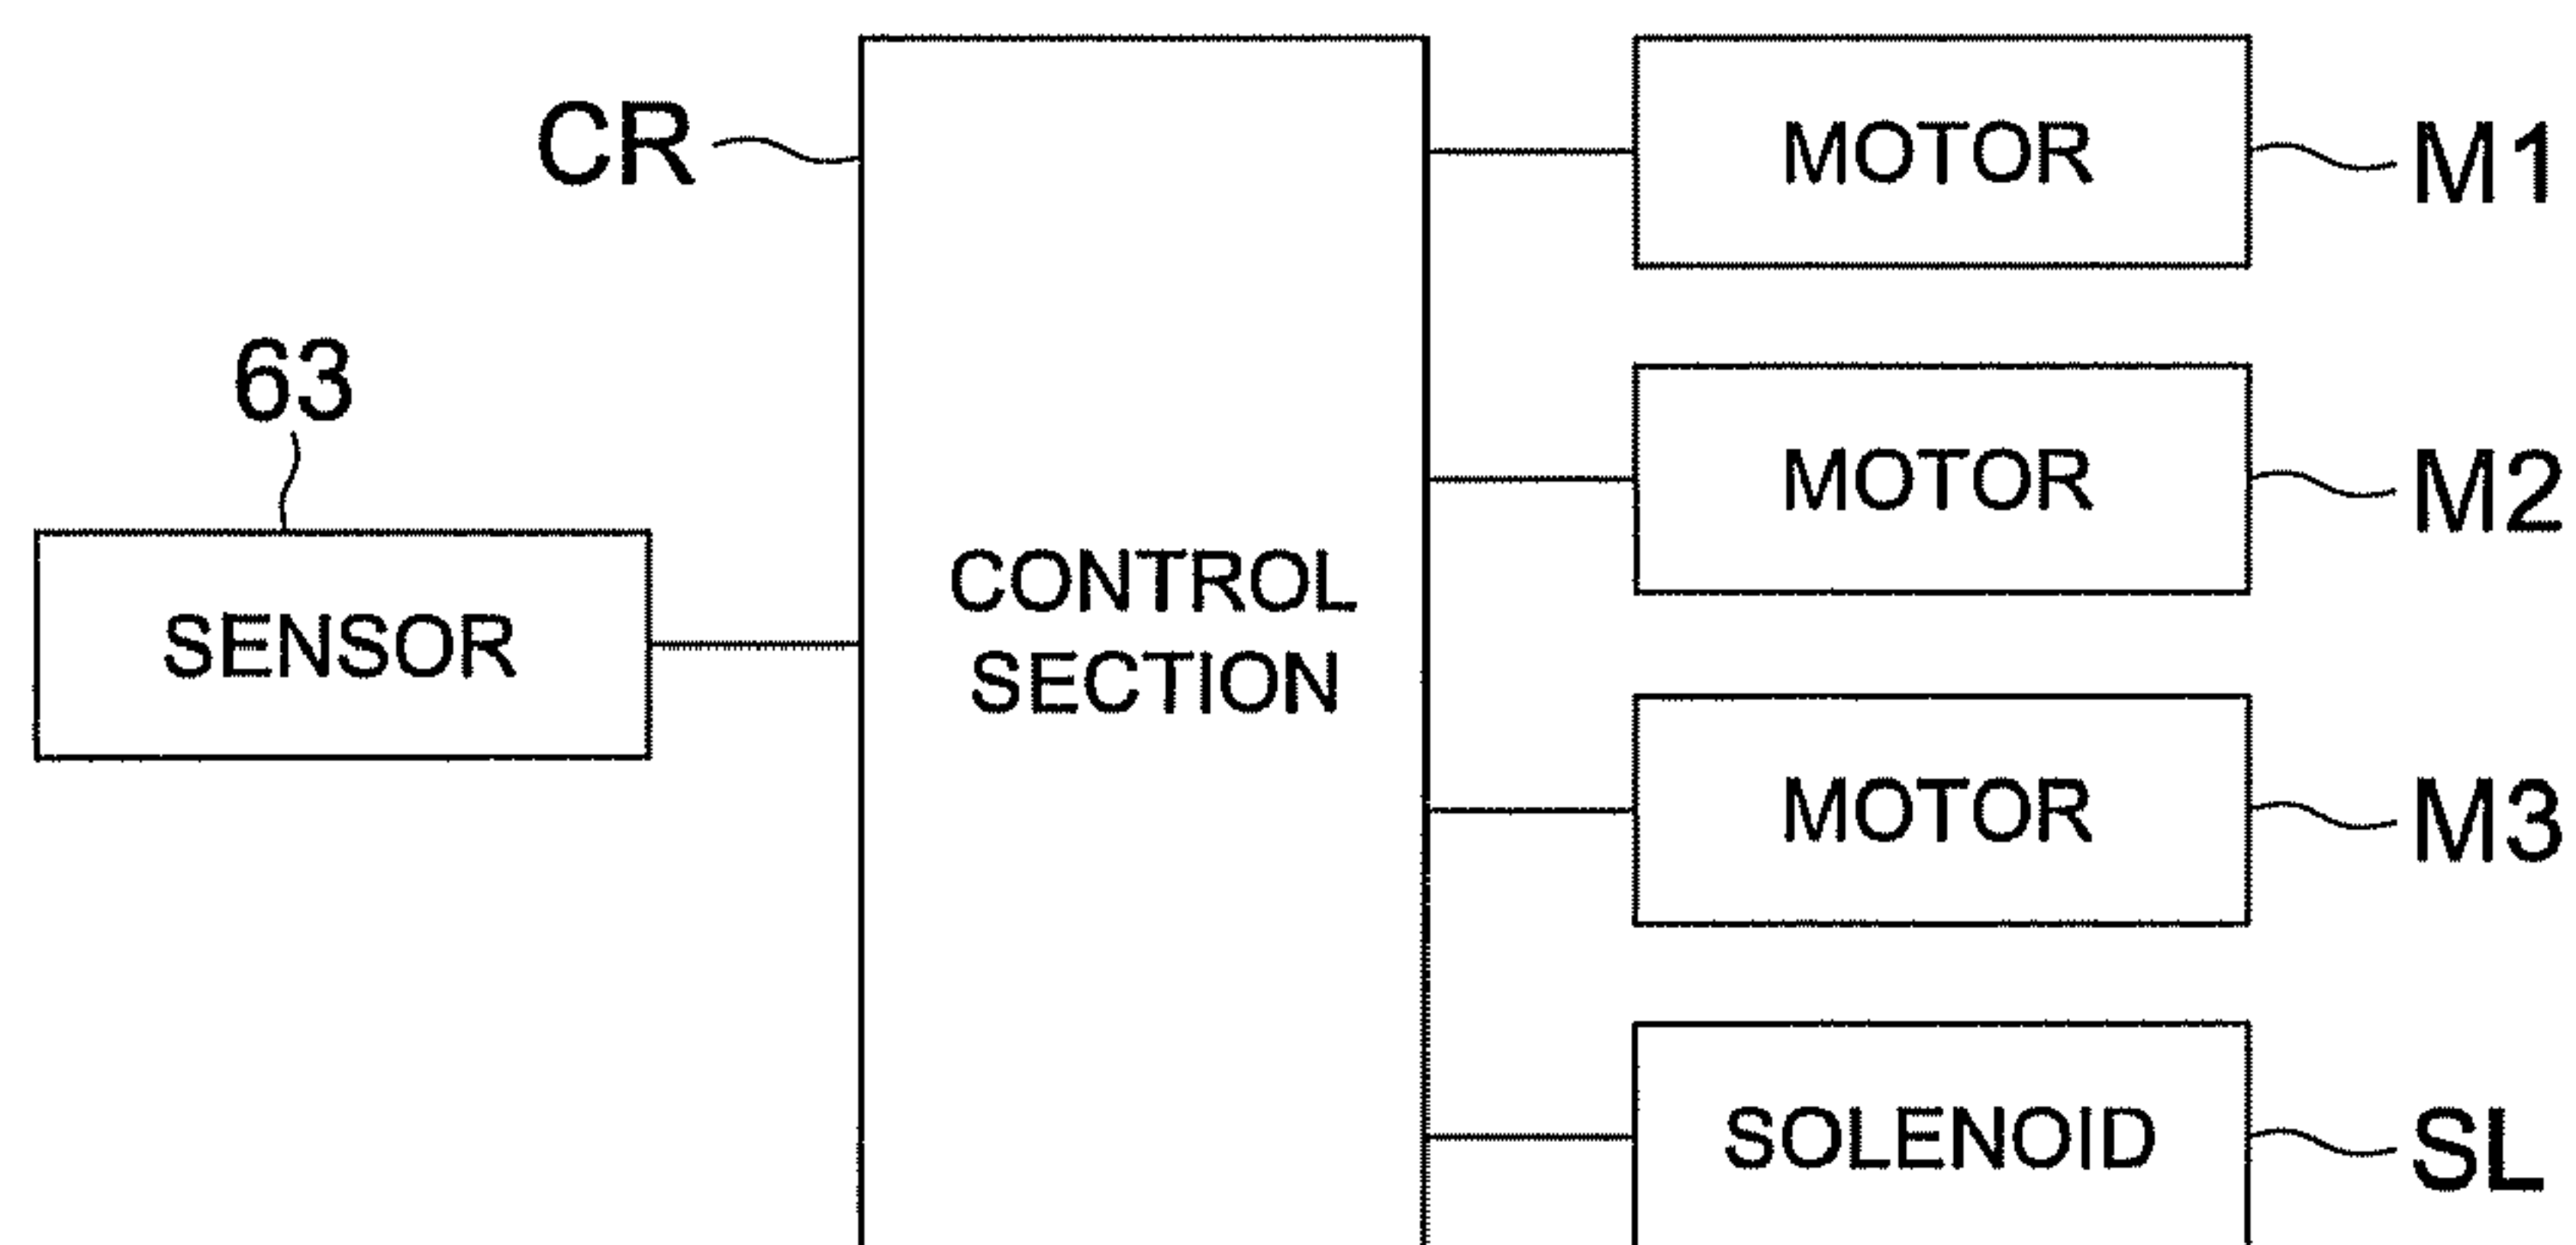 CR
MOTOR
M1
63
MOTOR
M2
SENSOR
CONTROL
SECTION
MOTOR
M3
SOLENOID
SL